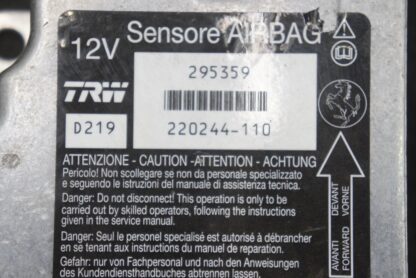 12V
Sensore AIRBAG
TRW
295359
D219
220244-110
ATTENZIONE - CAUTION - ATTENTION - ACHTUNG
Pericolo! Non scollegare se non da personale specializzato
e seguendo le istruzioni del manuale di assistenza tecnica.
Danger: Do not disconnect! This operation is only to be
carried out by skilled operators, following the instructions
given in the service manual.
Danger: Seul le personel specialisé est autorisé à débrancher
en se tenant aux instructions du manuel de reparation.
Gefahr: nur von Fachpersonal und nach den Anweisungen
des Kundendiensthandbuches abtrennen lassen.
AVANTI DEVANT
FORWARD VORNE